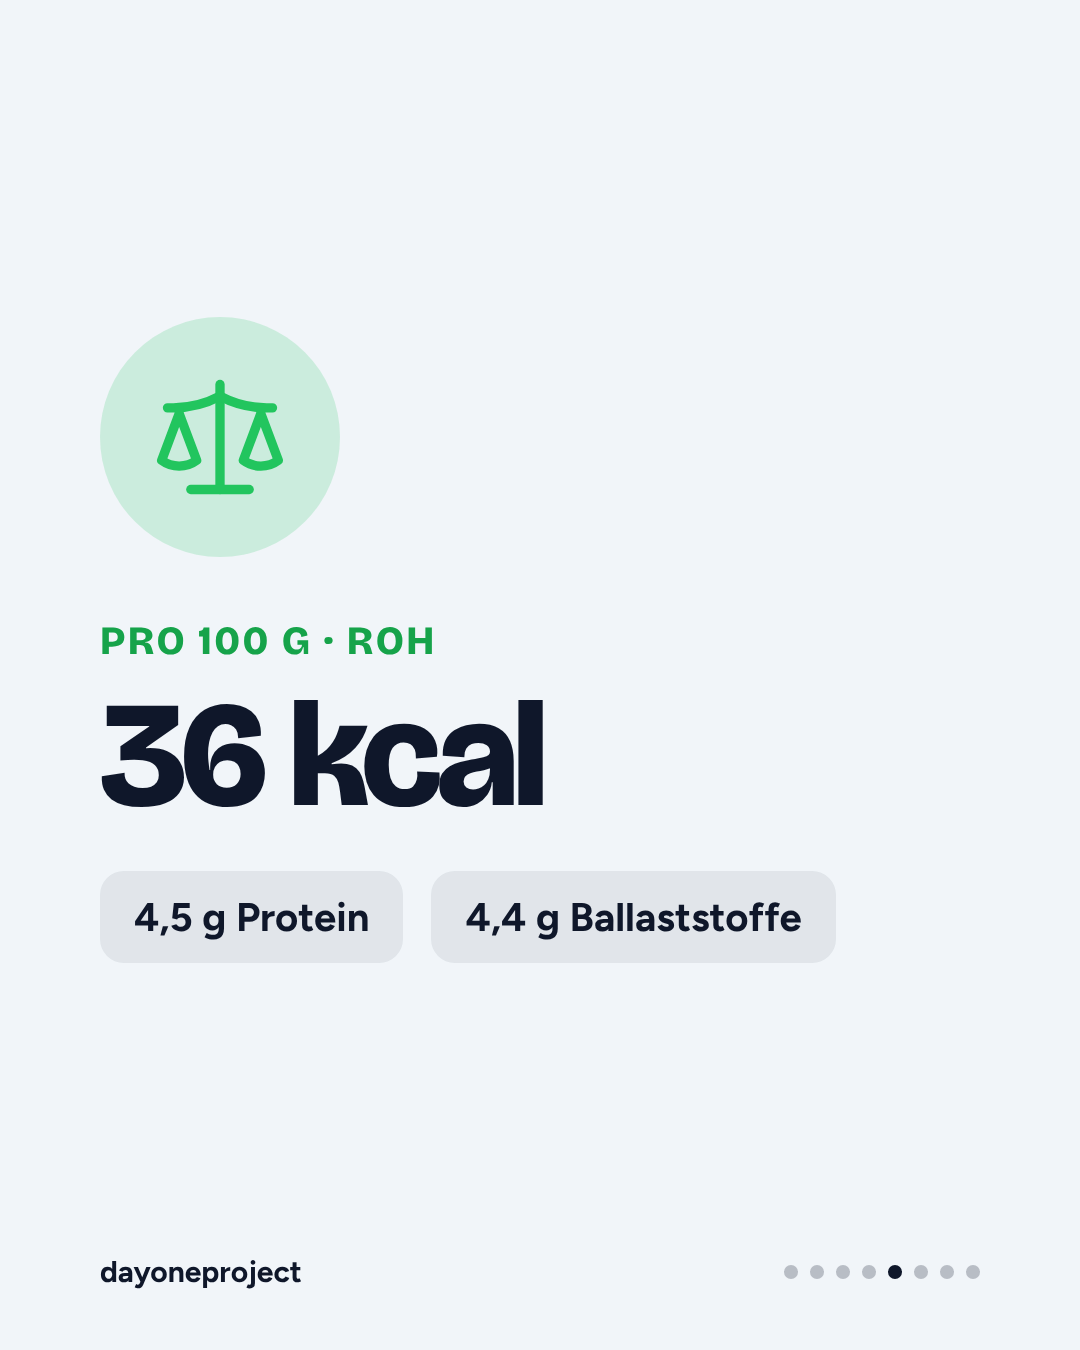 PRO 100 G · ROH
36 kcal
4,5 g Protein
4,4 g Ballaststoffe
dayoneproject